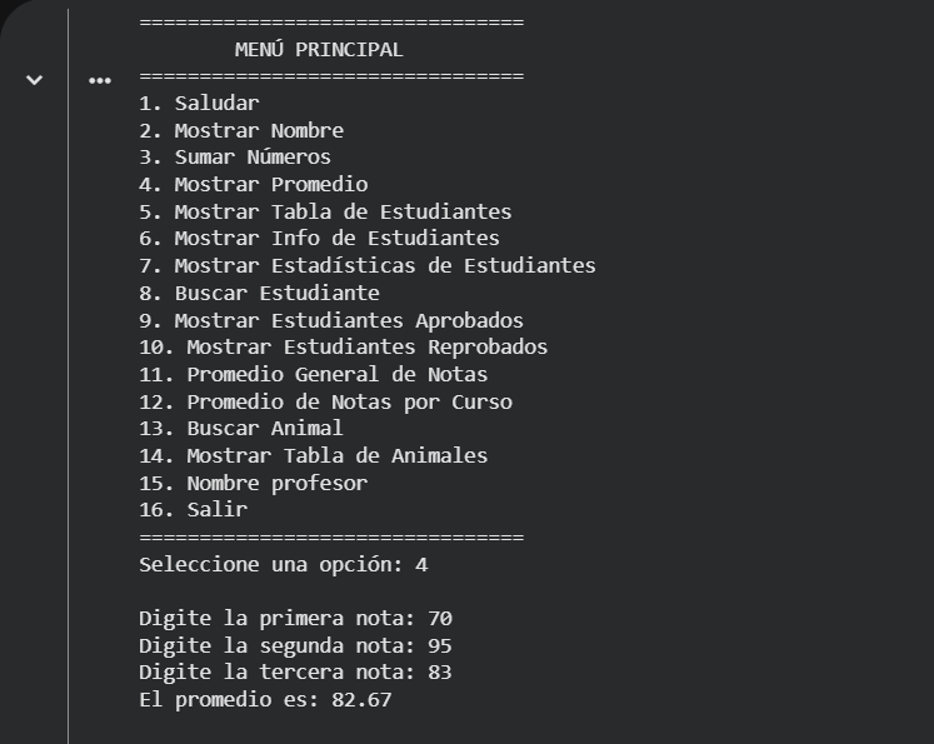 ================================
MENÚ PRINCIPAL
================================
1. Saludar
2. Mostrar Nombre
3. Sumar Números
4. Mostrar Promedio
5. Mostrar Tabla de Estudiantes
6. Mostrar Info de Estudiantes
7. Mostrar Estadísticas de Estudiantes
8. Buscar Estudiante
9. Mostrar Estudiantes Aprobados
10. Mostrar Estudiantes Reprobados
11. Promedio General de Notas
12. Promedio de Notas por Curso
13. Buscar Animal
14. Mostrar Tabla de Animales
15. Nombre profesor
16. Salir
================================
Seleccione una opción: 4
Digite la primera nota: 70
Digite la segunda nota: 95
Digite la tercera nota: 83
El promedio es: 82.67